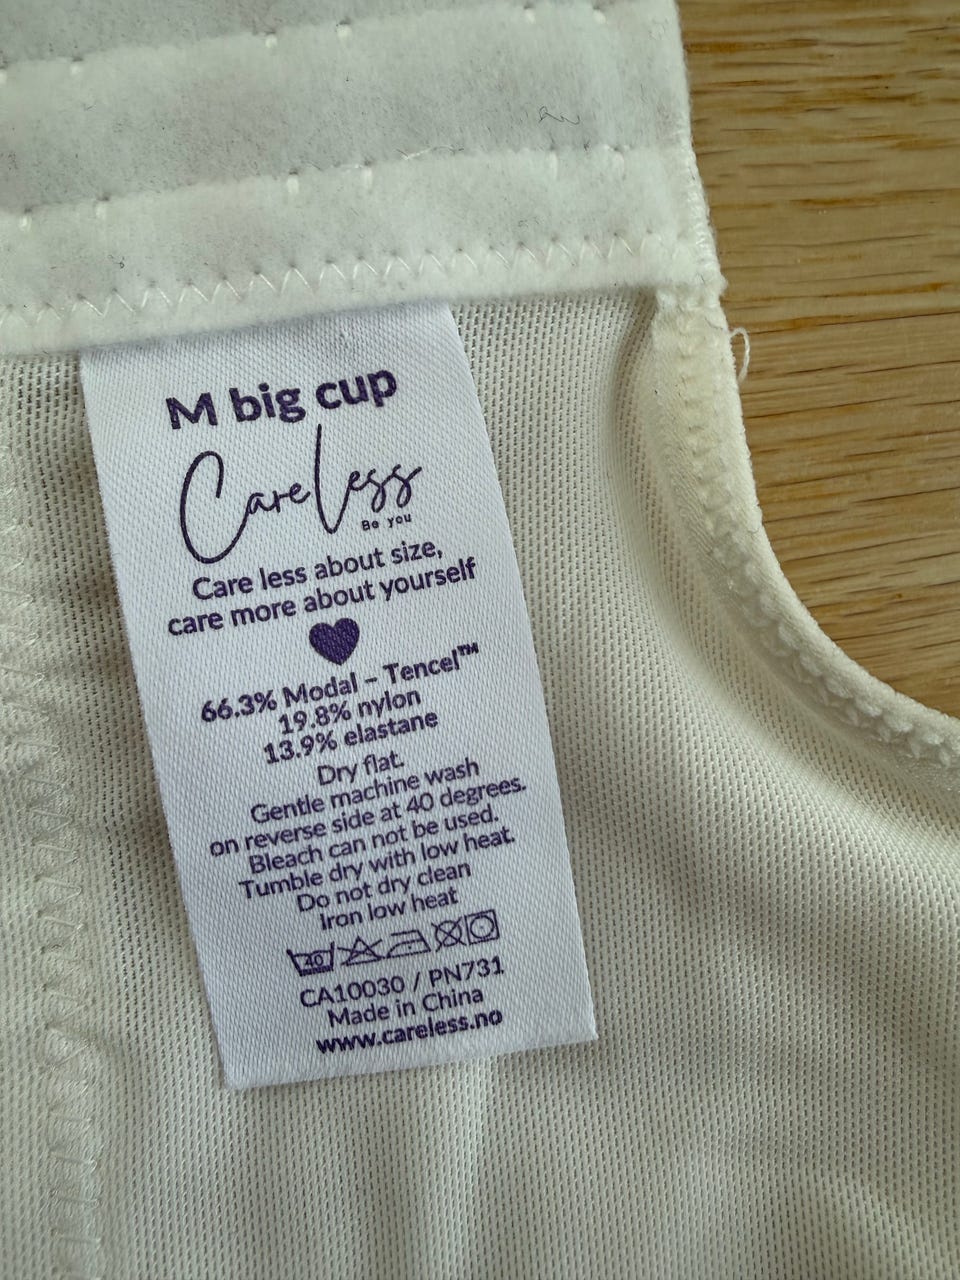 M big cup
Careless
Be you
Care less about size,
care more about yourself
66.3% Modal – Tencel™
19.8% nylon
13.9% elastane
Dry flat.
Gentle machine wash
on reverse side at 40 degrees.
Bleach can not be used.
Tumble dry with low heat.
Do not dry clean
Iron low heat
40
CA10030 / PN731
Made in China
www.careless.no